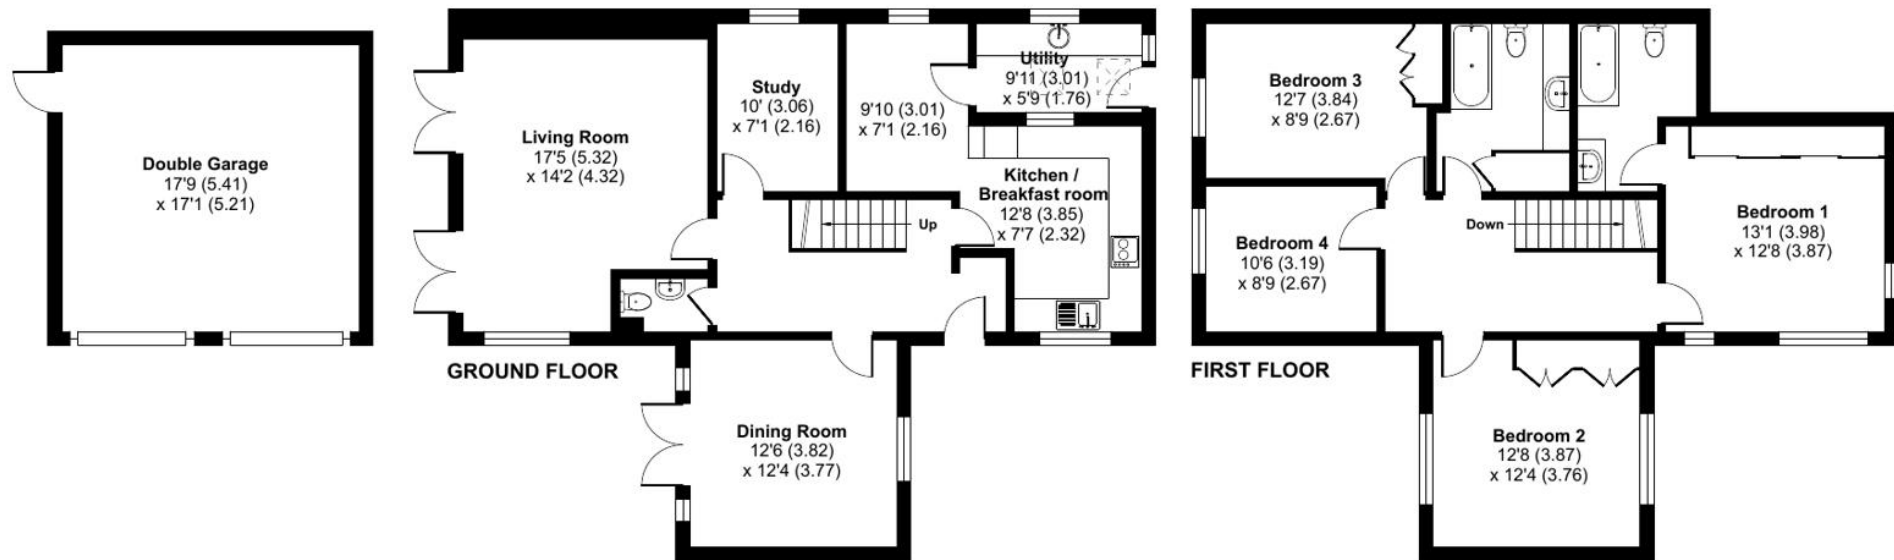 Double Garage
17'9 (5.41)
x 17'1 (5.21)
Living Room
17'5 (5.32)
x 14'2 (4.32)
Study
10' (3.06)
x 7'1 (2.16)
9'10 (3.01)
x 7'1 (2.16)
Utility
9'11 (3.01)
x 5'9 (1.76)
Kitchen /
Breakfast room
12'8 (3.85)
x 7'7 (2.32)
Up
GROUND FLOOR
Dining Room
12'6 (3.82)
x 12'4 (3.77)
Bedroom 3
12'7 (3.84)
x 8'9 (2.67)
Bedroom 4
10'6 (3.19)
x 8'9 (2.67)
Down
Bedroom 1
13'1 (3.98)
x 12'8 (3.87)
FIRST FLOOR
Bedroom 2
12'8 (3.87)
x 12'4 (3.76)